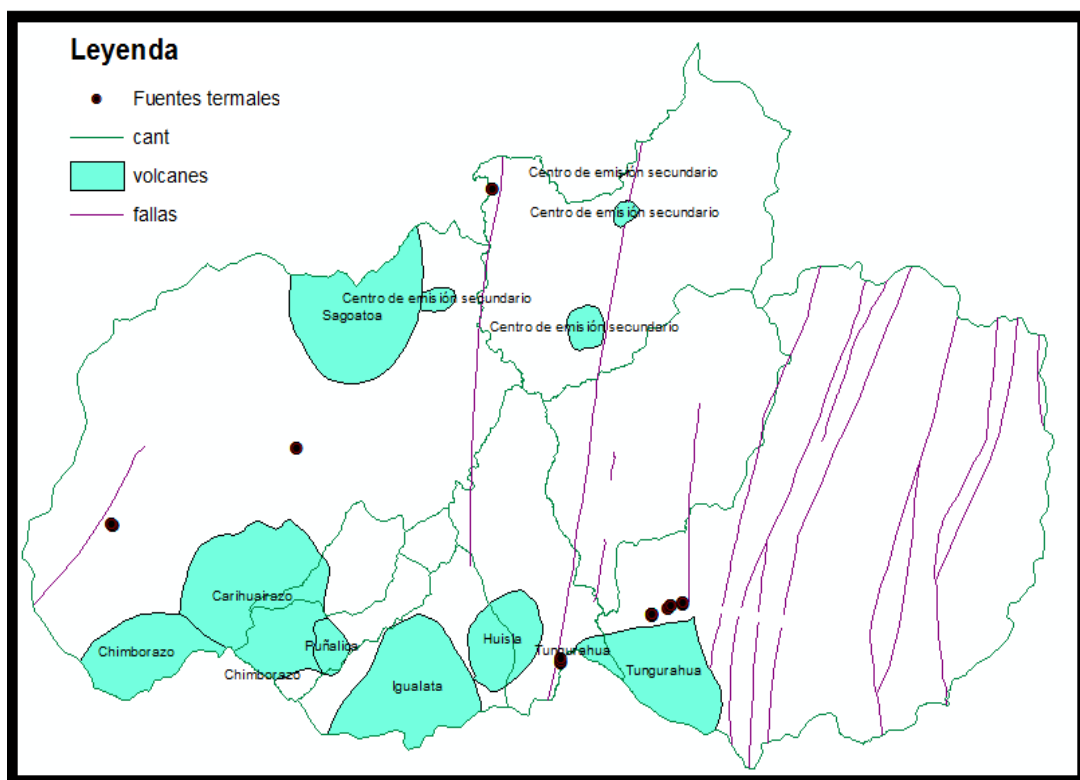 Leyenda
Fuentes termales
cant
volcanes
fallas
Centro de emisión secundario
Centro de emisión secundario
Centro de emisión secundario
Sagoatoa
Centro de emisión secundario
Carihuairazo
Chimborazo
Puñalica
Chimborazo
Igualata
Huisla
Tungurahua
Tungurahua